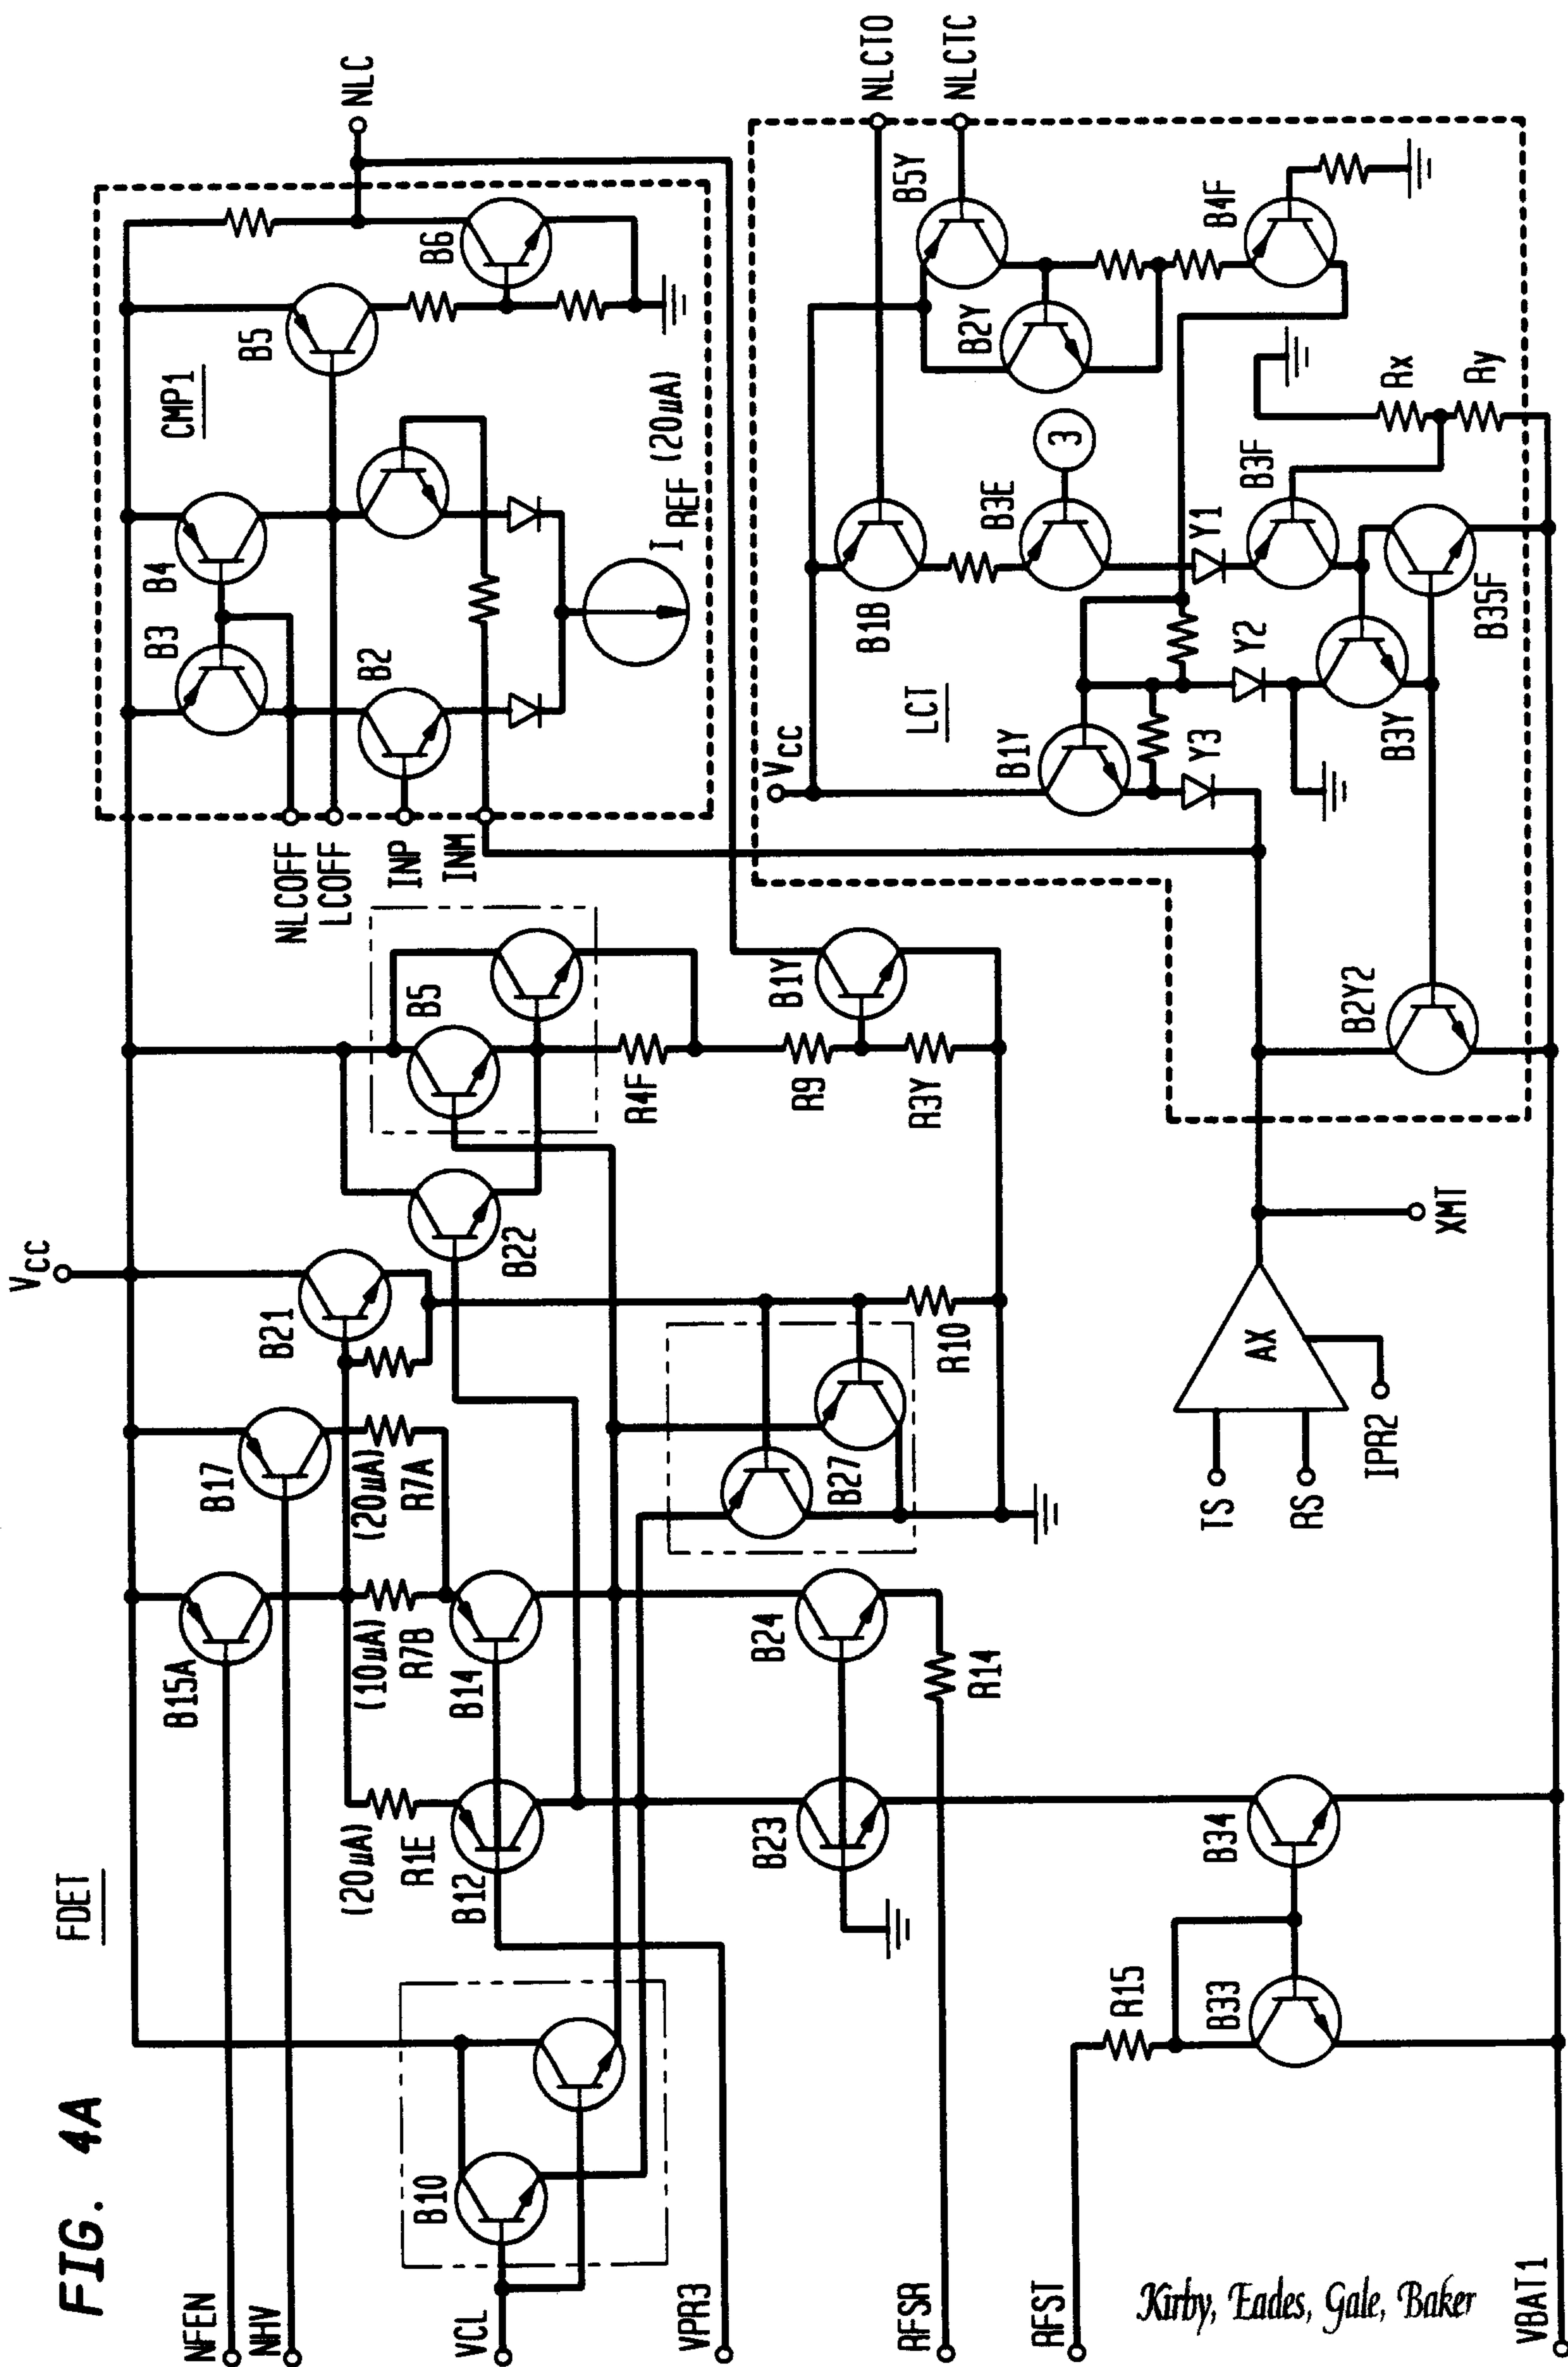 FIG. 4A
FDET
NFEN
NHV
VCL
VPR3
RFSR
RFST
VBAT1
VCC
B15A
B17
B21
(20μA)
R1E
(10μA)
R7B
(20μA)
R7A
B12
B14
B10
B22
B5
R4F
R9
R3Y
B1Y
B27
R10
B23
B24
R14
R15
B33
B34
CMP1
B3
B4
B5
B6
B2
IREF (20μA)
NLCOFF
LCOFF
INP
INM
NLC
TS
RS
AX
IPR2
XMT
LCT
VCC
B1Y
B1B
B3E
3
B2Y
B5Y
B4F
NLCTO
NLCTC
Y1
Y2
Y3
B3F
Rx
Ry
B3Y
B35F
B2Y2
Kirby, Eades, Gale, Baker